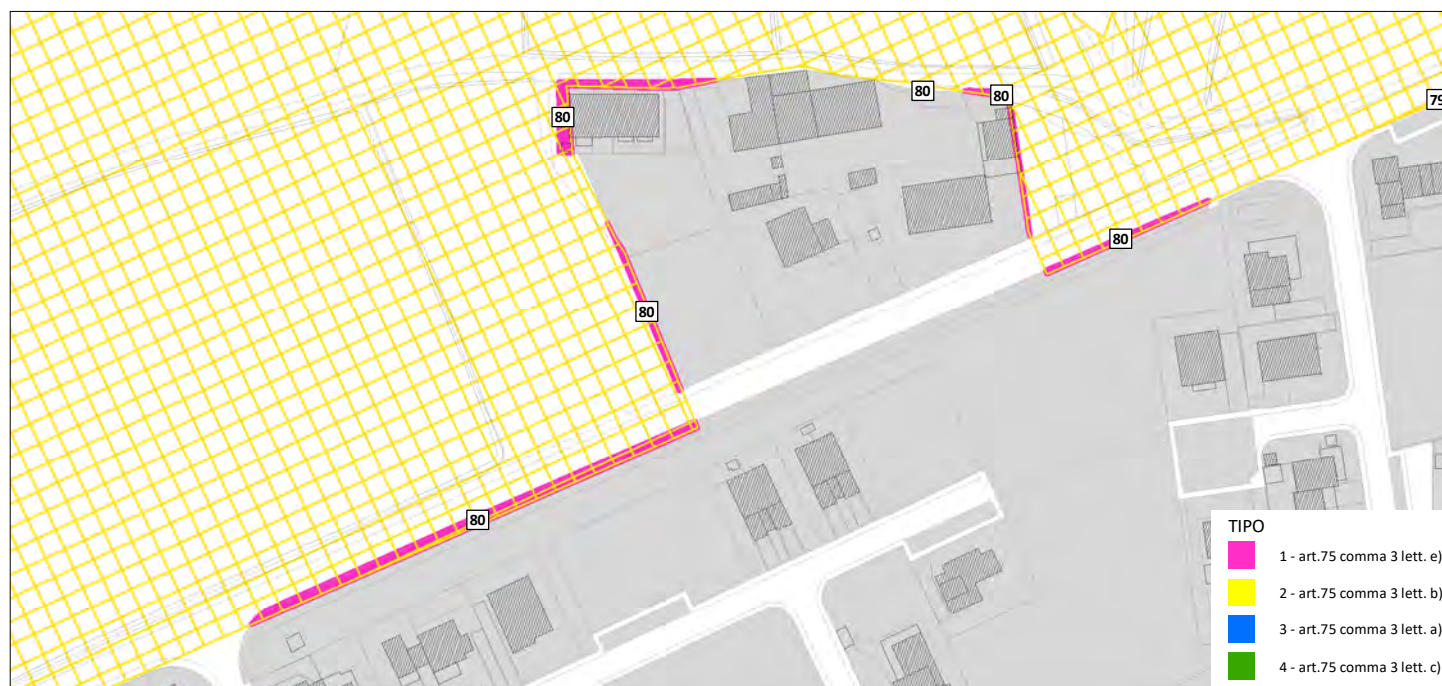 80
80
80
79
80
80
80
TIPO
1 - art.75 comma 3 lett. e)
2 - art.75 comma 3 lett. b)
3 - art.75 comma 3 lett. a)
4 - art.75 comma 3 lett. c)